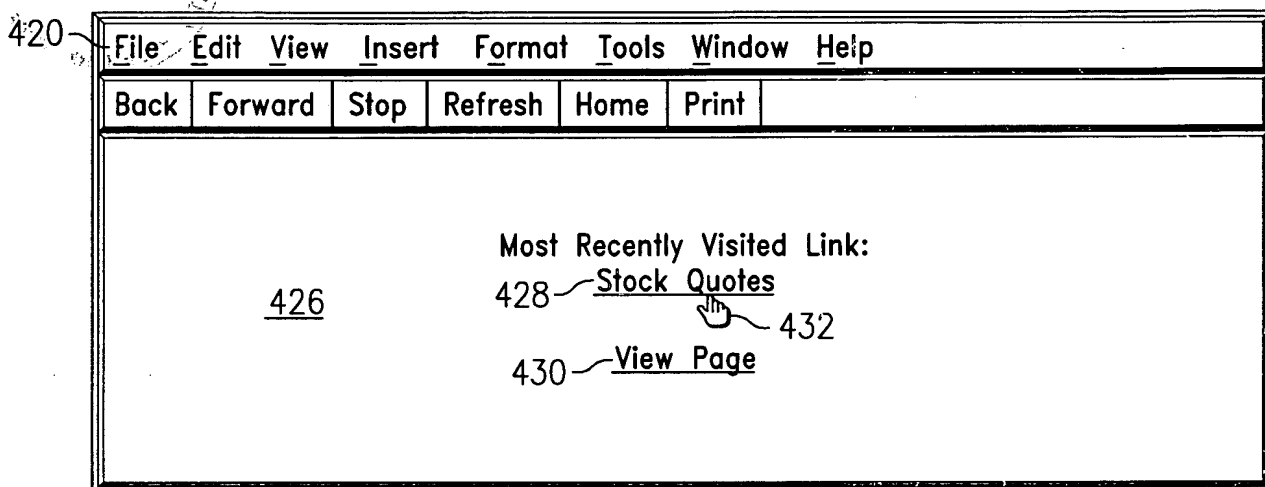 420 File Edit View Insert Format Tools Window Help
Back Forward Stop Refresh Home Print
Most Recently Visited Link:
428 Stock Quotes
426
432
430 View Page